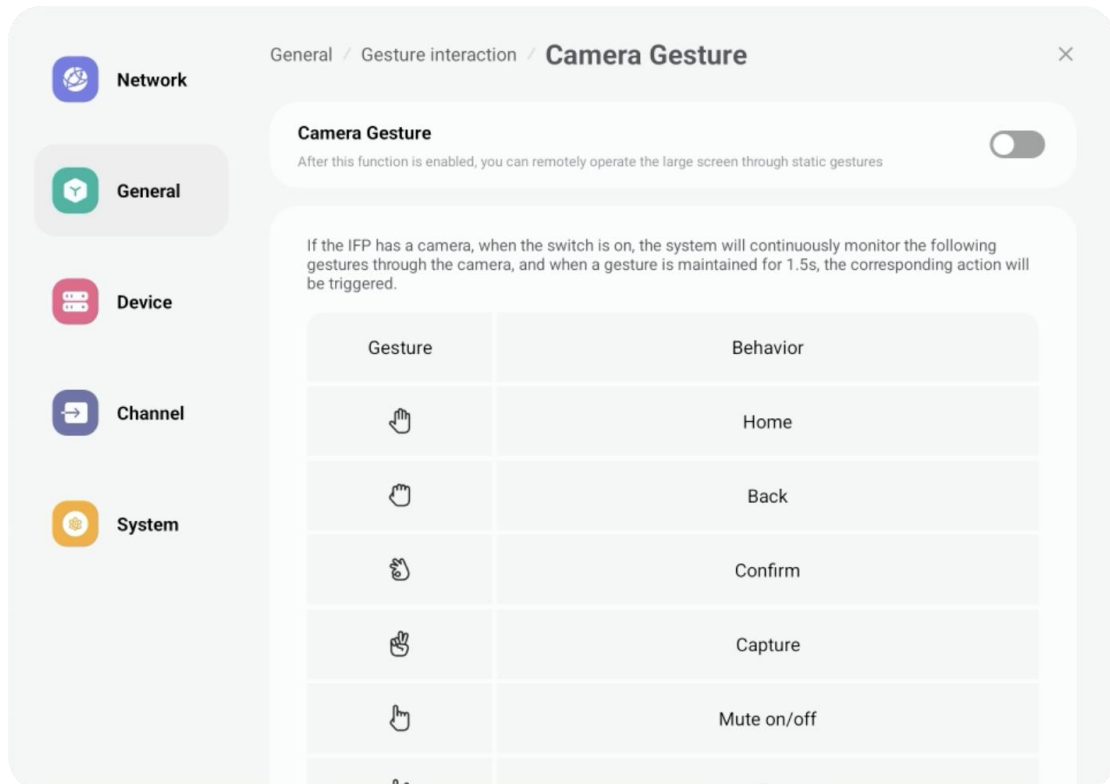 General / Gesture interaction / Camera Gesture
Network
General
Device
Channel
System
Camera Gesture
After this function is enabled, you can remotely operate the large screen through static gestures
If the IFP has a camera, when the switch is on, the system will continuously monitor the following
gestures through the camera, and when a gesture is maintained for 1.5s, the corresponding action will
be triggered.
Gesture Behavior
Home
Back
Confirm
Capture
Mute on/off